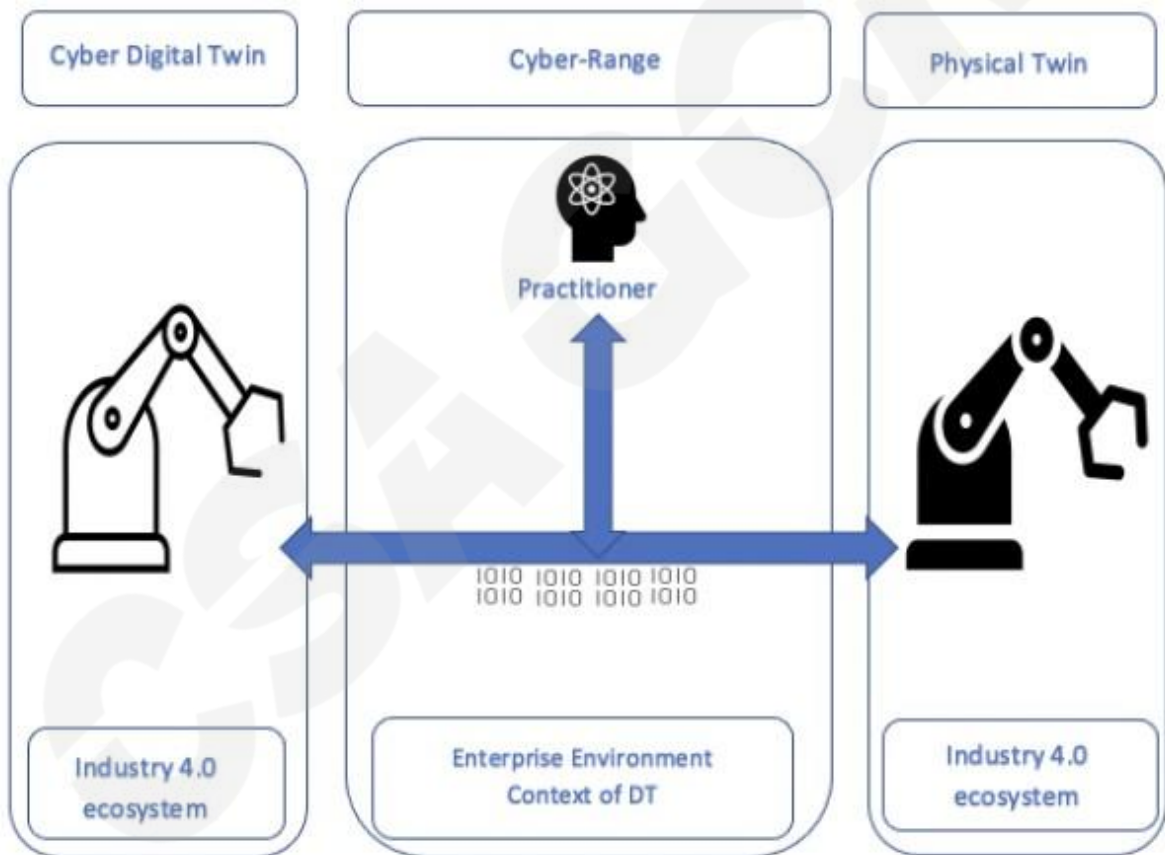 Cyber Digital Twin
Cyber-Range
Physical Twin
Practitioner
1010 1010 1010 1010
1010 1010 1010 1010
Industry 4.0
ecosystem
Enterprise Environment
Context of DT
Industry 4.0
ecosystem